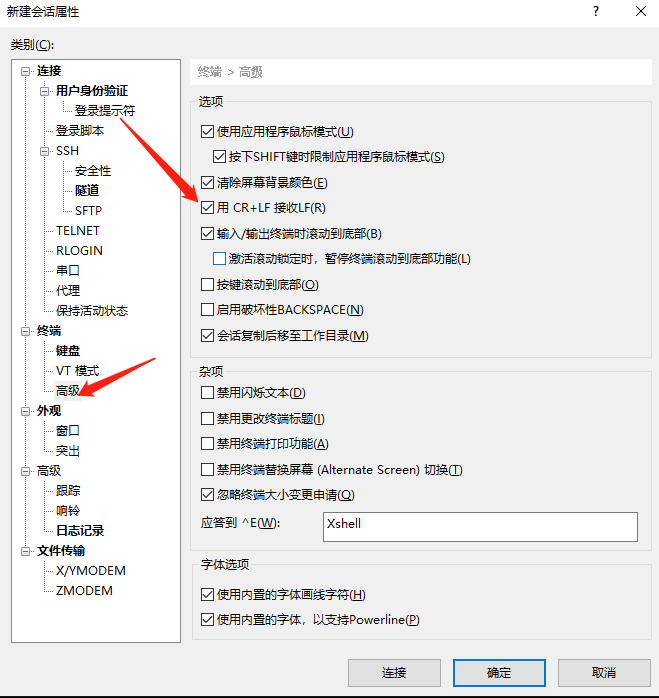 新建会话属性
类别(C):
连接
用户身份验证
登录提示符
登录脚本
SSH
安全性
隧道
SFTP
TELNET
RLOGIN
串口
代理
保持活动状态
终端
键盘
VT 模式
高级
外观
窗口
突出
高级
跟踪
响铃
日志记录
文件传输
X/YMODEM
ZMODEM
终端 > 高级
选项
使用应用程序鼠标模式(U)
按下SHIFT键时限制应用程序鼠标模式(S)
清除屏幕背景颜色(E)
用 CR+LF 接收LF(R)
输入/输出终端时滚动到底部(B)
激活滚动锁定时，暂停终端滚动到底部功能(L)
按键滚动到底部(O)
启用破坏性BACKSPACE(N)
会话复制后移至工作目录(M)
杂项
禁用闪烁文本(D)
禁用更改终端标题(I)
禁用终端打印功能(A)
禁用终端替换屏幕 (Alternate Screen) 切换(T)
忽略终端大小变更申请(Q)
应答到 ^E(W):
Xshell
字体选项
使用内置的字体画线字符(H)
使用内置的字体，以支持Powerline(P)
连接
确定
取消